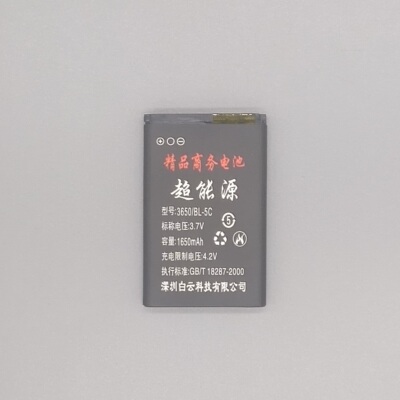 ⊕ ⊖
精品商务电池
超能源
型号:3650/BL-5C
标称电压:3.7V
容量:1650mAh
5
充电限制电压:4.2V
执行标准:GB/T 18287-2000
深圳白云科技有限公司